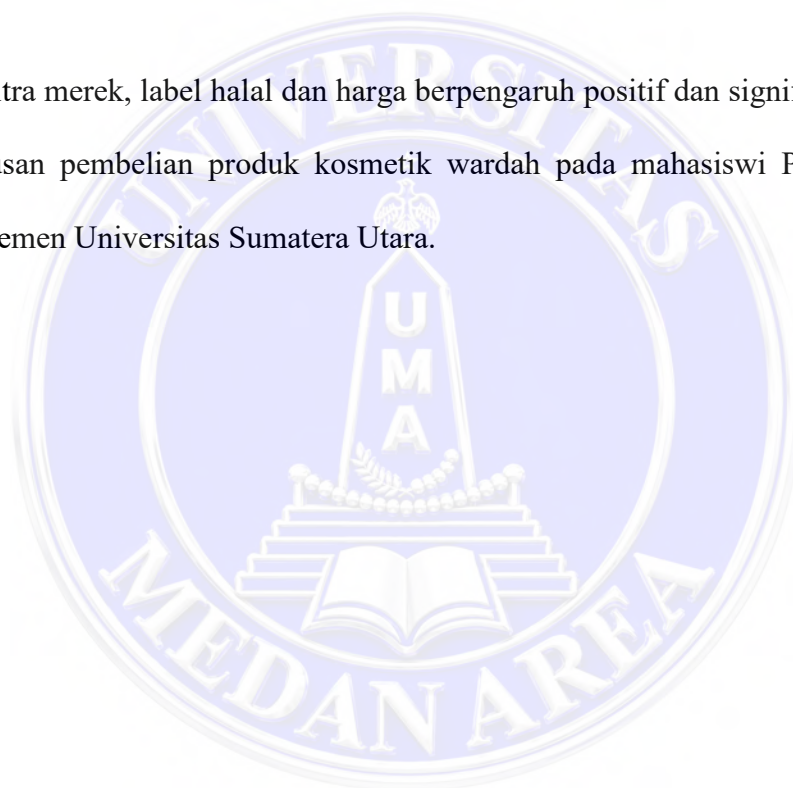 tra merek, label halal dan harga berpengaruh positif dan signi
usan pembelian produk kosmetik wardah pada mahasiswi P
emen Universitas Sumatera Utara.
UNIVERSITAS
UMA
MEDAN AREA